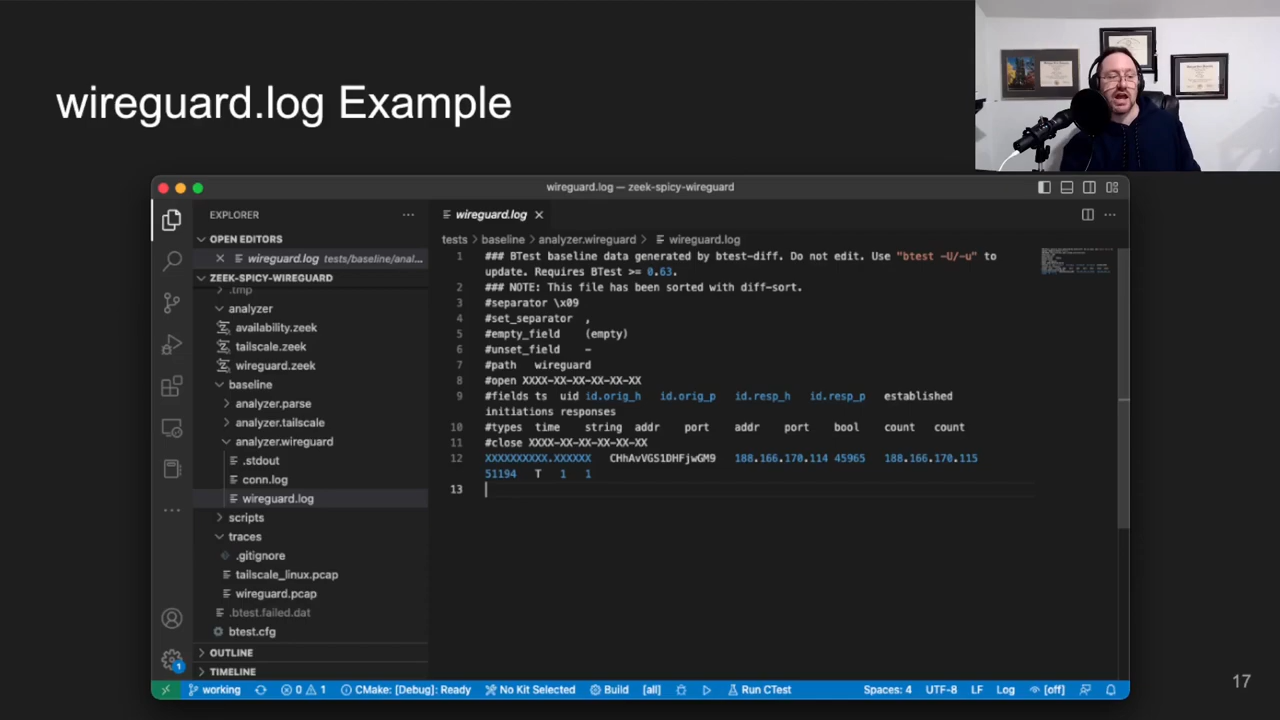 wireguard.log Example
wireguard.log — zeek-spicy-wireguard
EXPLORER
OPEN EDITORS
wireguard.log tests/baseline/anal...
ZEEK-SPICY-WIREGUARD
.tmp
analyzer
availability.zeek
tailscale.zeek
wireguard.zeek
baseline
analyzer.parse
analyzer.tailscale
analyzer.wireguard
.stdout
conn.log
wireguard.log
scripts
traces
.gitignore
tailscale_linux.pcap
wireguard.pcap
.btest.failed.dat
btest.cfg
OUTLINE
TIMELINE
wireguard.log
tests > baseline > analyzer.wireguard > wireguard.log
1 ### BTest baseline data generated by btest-diff. Do not edit. Use "btest -U/-u" to
update. Requires BTest >= 0.63.
2 ### NOTE: This file has been sorted with diff-sort.
3 #separator \x09
4 #set_separator ,
5 #empty_field (empty)
6 #unset_field -
7 #path wireguard
8 #open XXXX-XX-XX-XX-XX-XX
9 #fields ts uid id.orig_h id.orig_p id.resp_h id.resp_p established
initiations responses
10 #types time string addr port addr port bool count count
11 #close XXXX-XX-XX-XX-XX-XX
12 XXXXXXXXXX.XXXXXX CHhAvVGS1DHFjwGM9 188.166.170.114 45965 188.166.170.115
51194 T 1 1
13
1
working 0 1 CMake: [Debug]: Ready No Kit Selected Build [all] Run CTest Spaces: 4 UTF-8 LF Log [off]
17